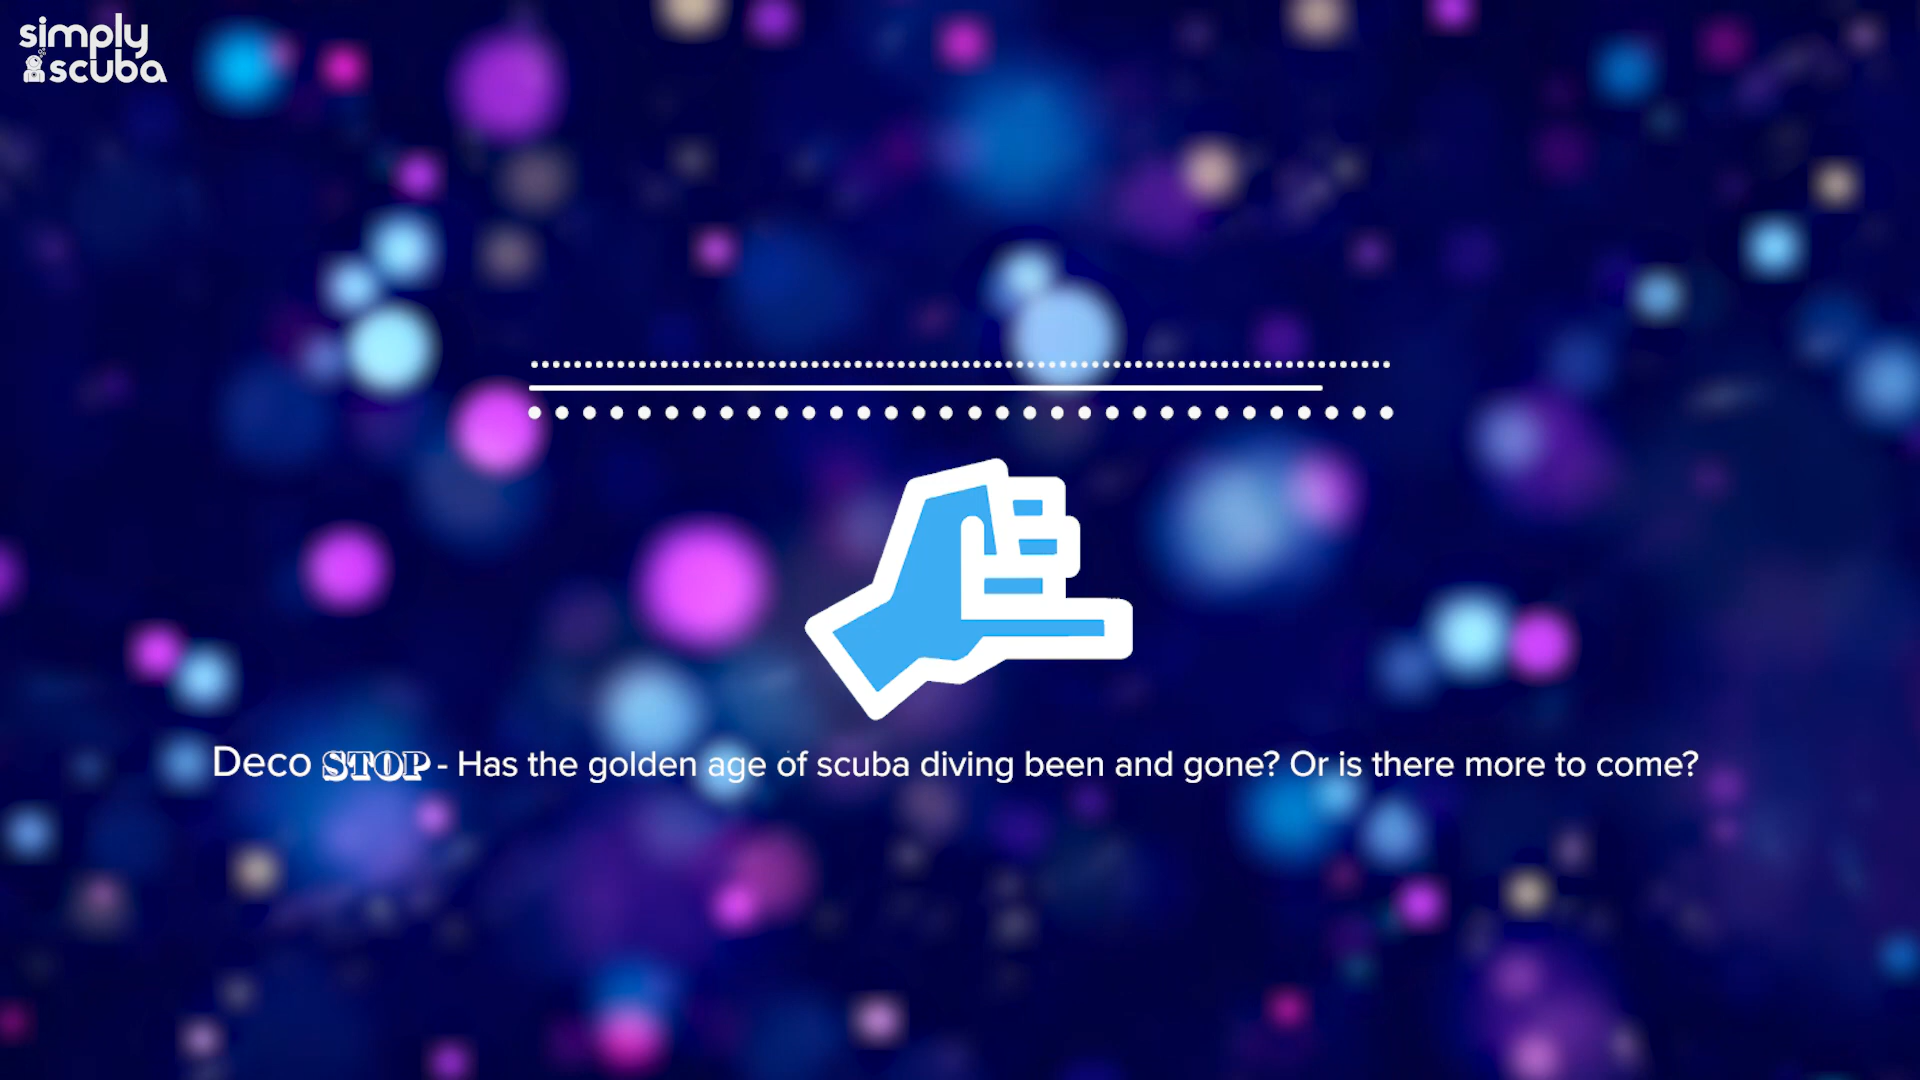 simply
scuba
Deco STOP - Has the golden age of scuba diving been and gone? Or is there more to come?